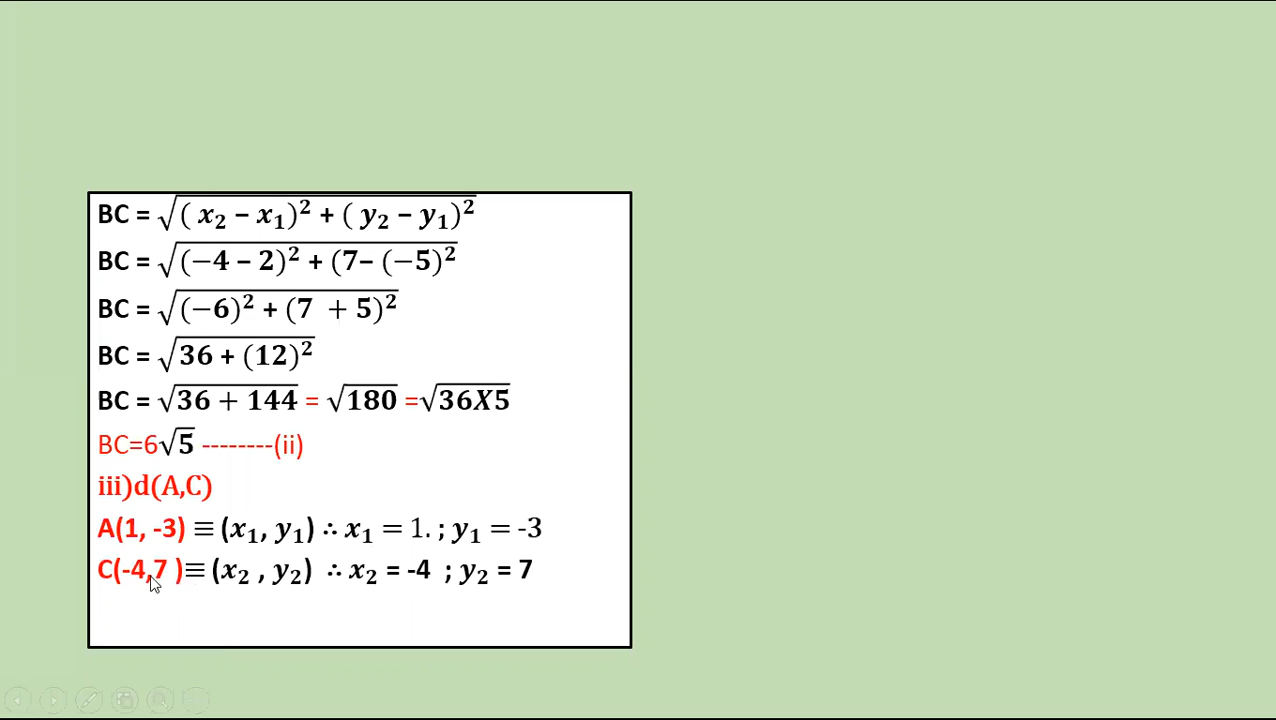 BC = √( x₂ − x₁)² + ( y₂ − y₁)²
BC = √(−4 − 2)² + (7− (−5)²
BC = √(−6)² + (7 + 5)²
BC = √36 + (12)²
BC = √36 + 144 = √180 =√36X5
BC=6√5 --------(ii)
iii)d(A,C)
A(1, -3) ≡ (x₁, y₁) ∴ x₁ = 1. ; y₁ = -3
C(-4,7 )≡ (x₂ , y₂) ∴ x₂ = -4 ; y₂ = 7